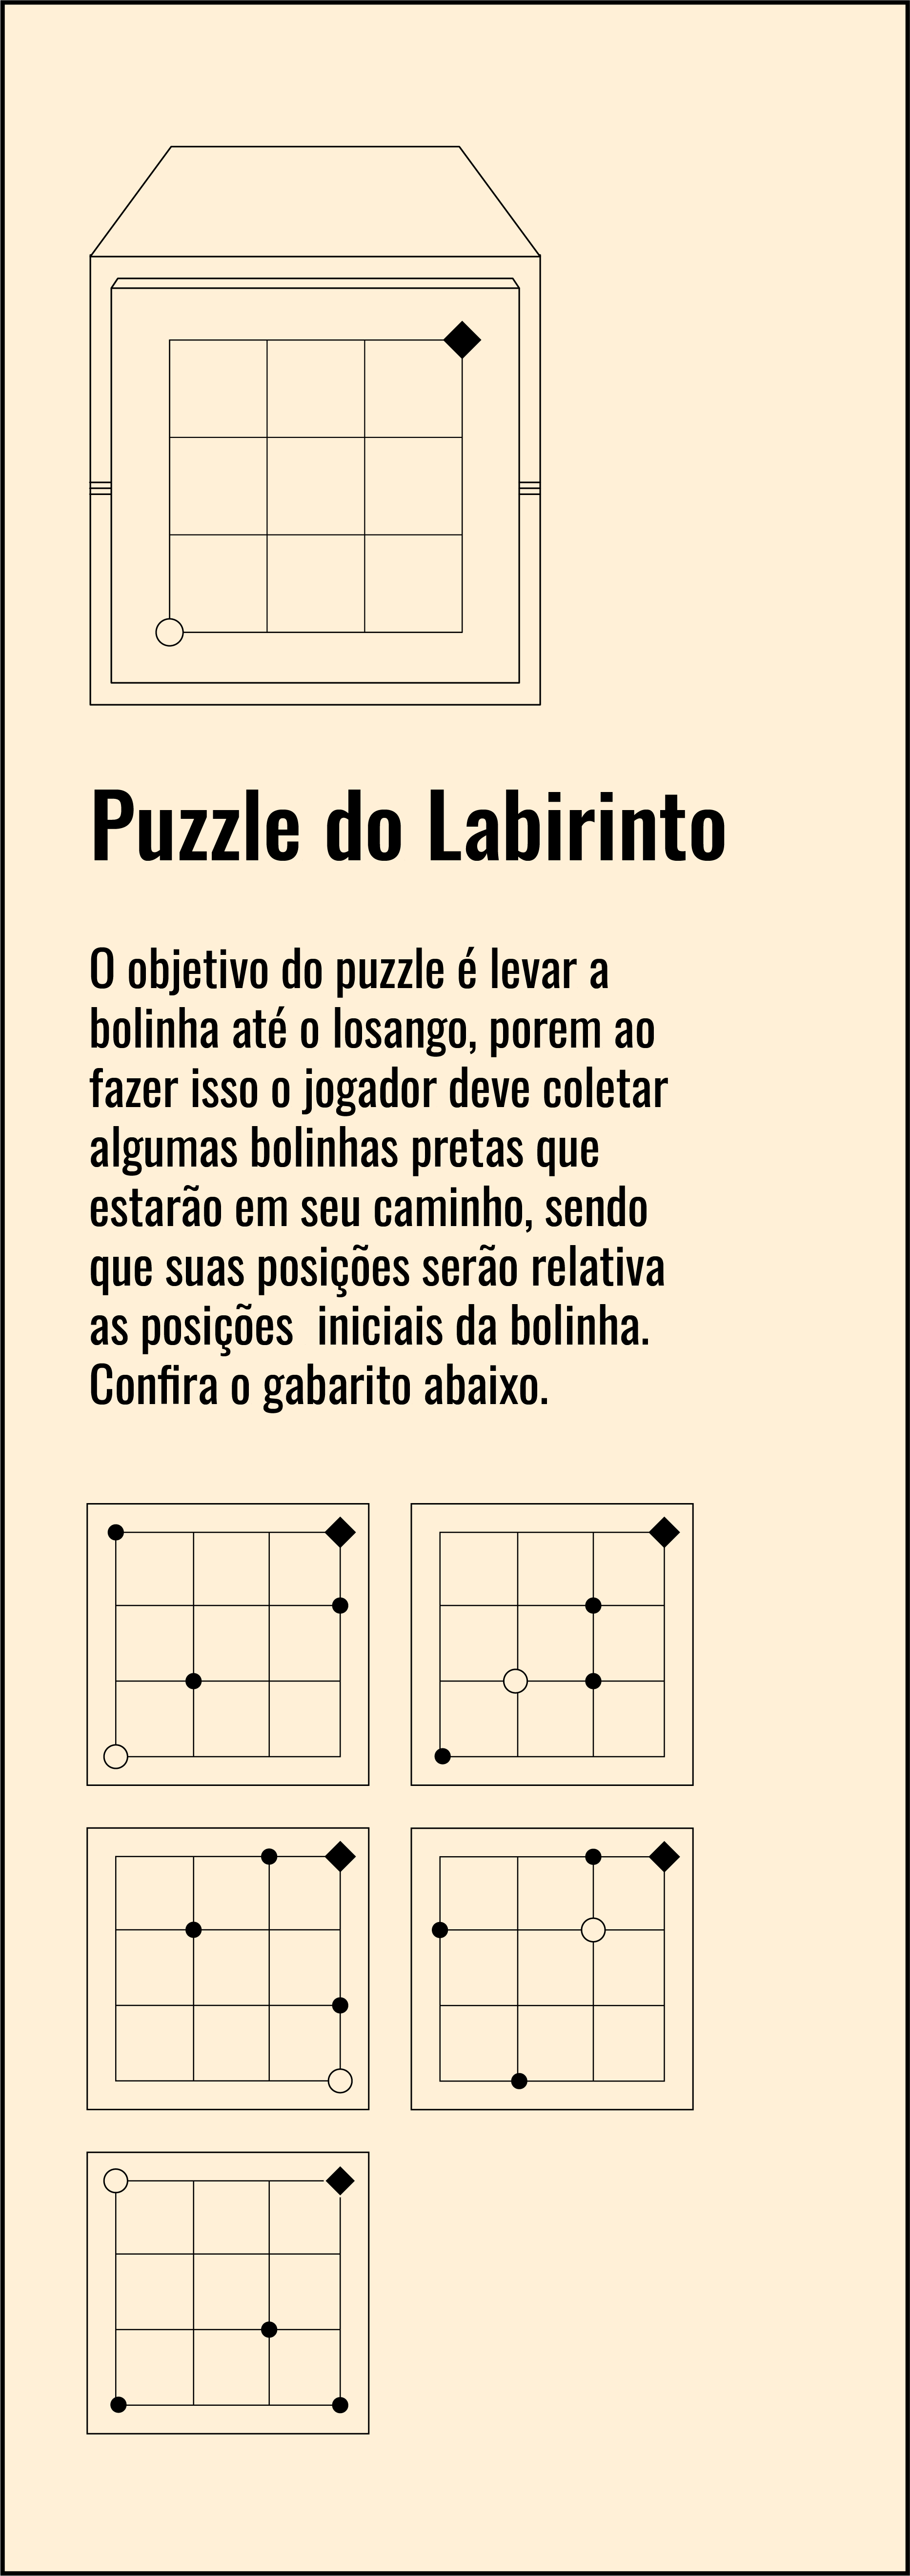 Puzzle do Labirinto
O objetivo do puzzle é levar a
bolinha até o losango, porem ao
fazer isso o jogador deve coletar
algumas bolinhas pretas que
estarão em seu caminho, sendo
que suas posições serão relativa
as posições  iniciais da bolinha.
Confira o gabarito abaixo.